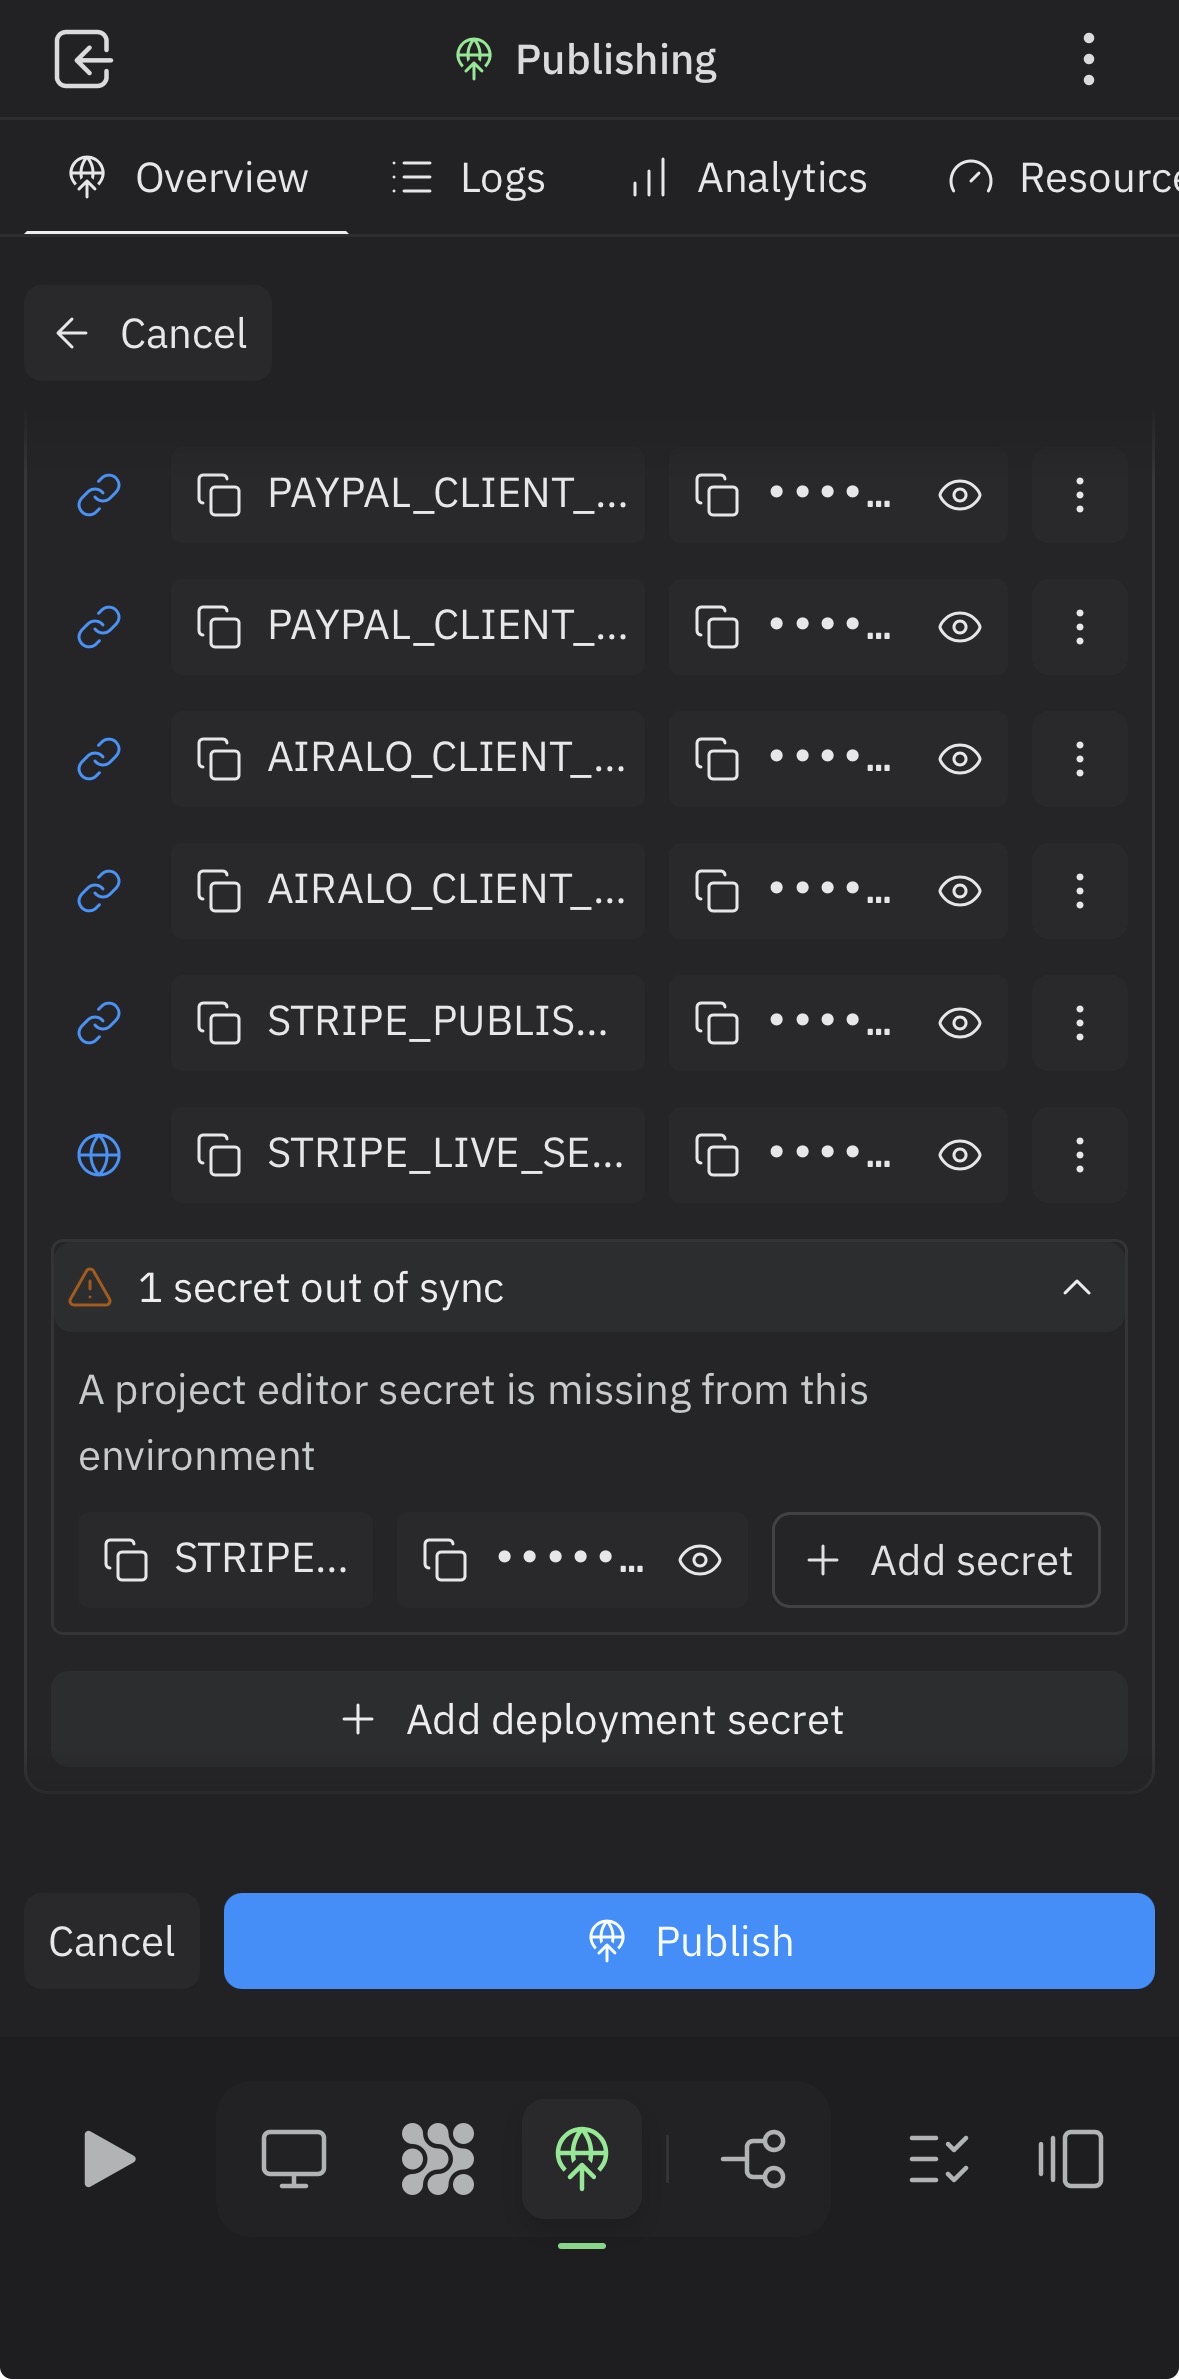 Publishing
Overview Logs Analytics Resource
Cancel
PAYPAL_CLIENT_... ••••...
PAYPAL_CLIENT_... ••••...
AIRALO_CLIENT_... ••••...
AIRALO_CLIENT_... ••••...
STRIPE_PUBLIS... ••••...
STRIPE_LIVE_SE... ••••...
1 secret out of sync
A project editor secret is missing from this
environment
STRIPE... •••••... Add secret
Add deployment secret
Cancel Publish